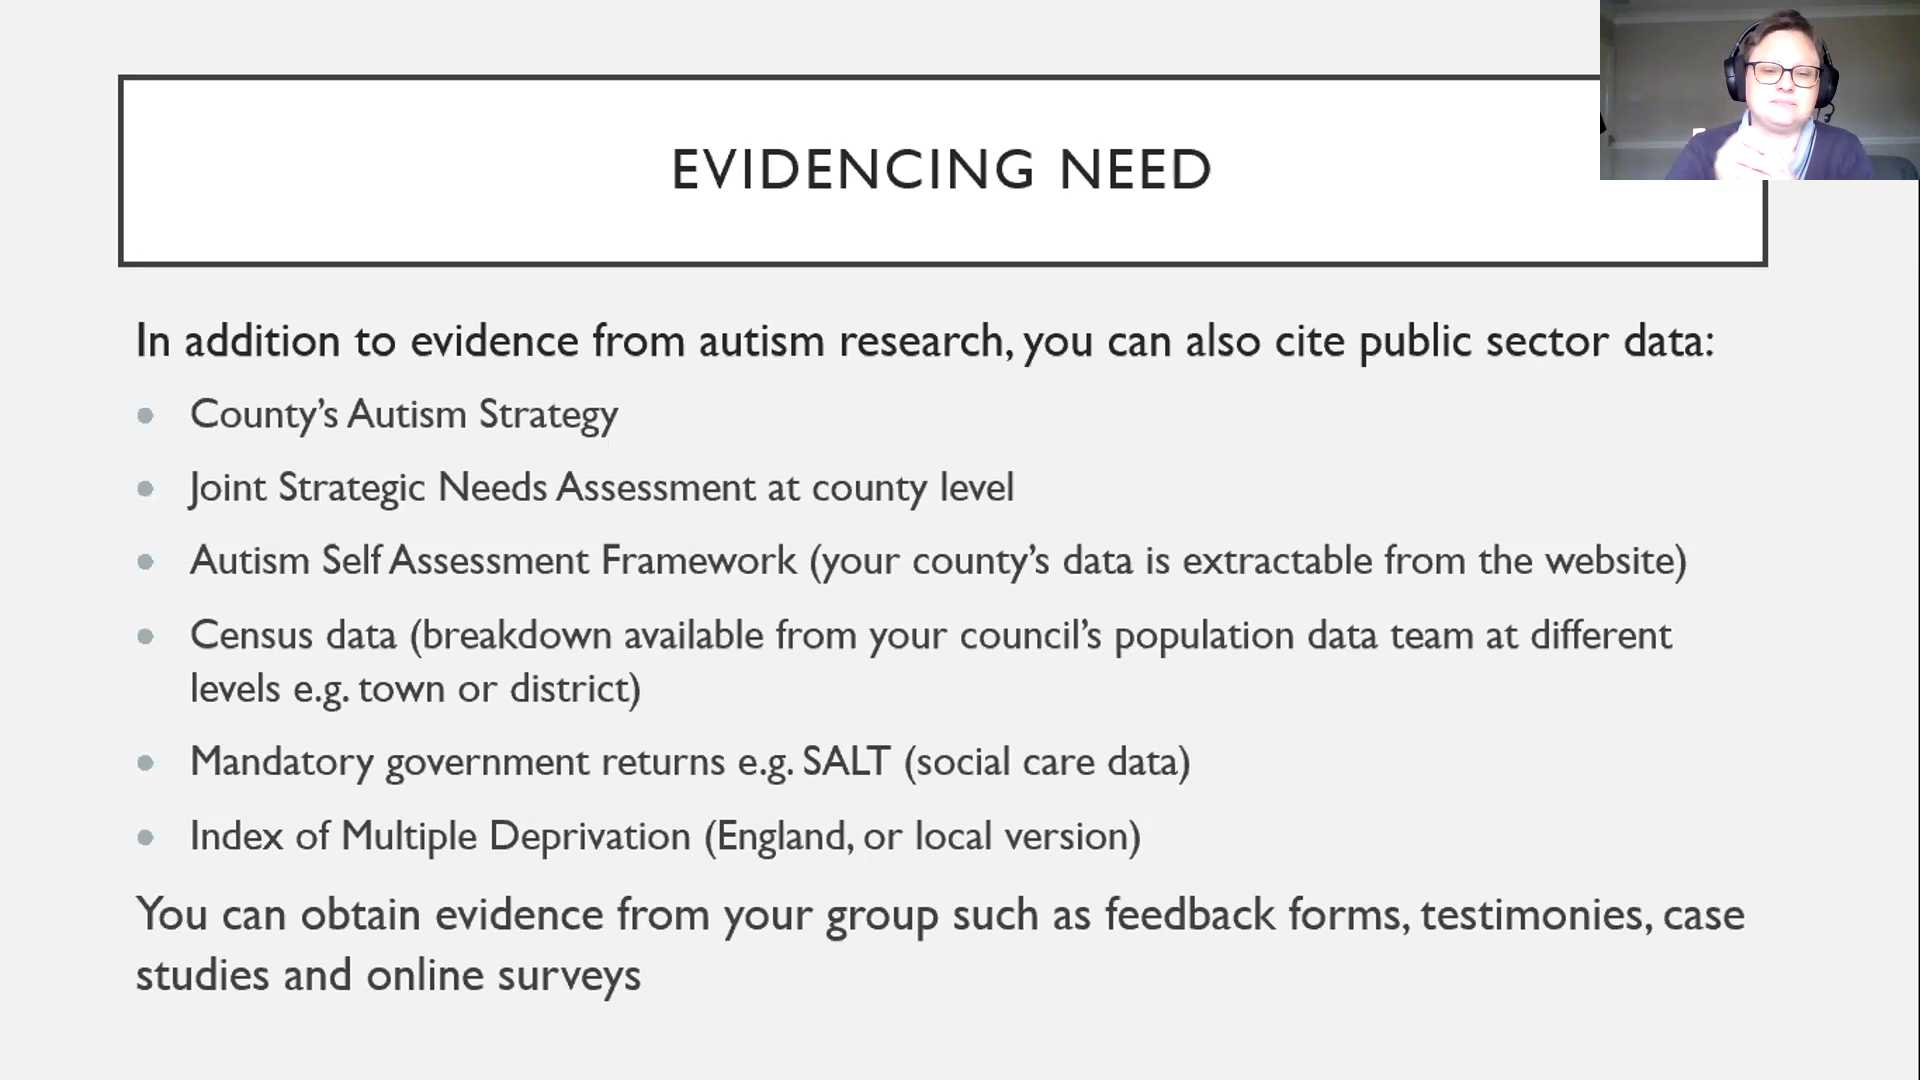 EVIDENCING NEED
In addition to evidence from autism research, you can also cite public sector data:
County’s Autism Strategy
Joint Strategic Needs Assessment at county level
Autism Self Assessment Framework (your county’s data is extractable from the website)
Census data (breakdown available from your council’s population data team at different
levels e.g. town or district)
Mandatory government returns e.g. SALT (social care data)
Index of Multiple Deprivation (England, or local version)
You can obtain evidence from your group such as feedback forms, testimonies, case
studies and online surveys